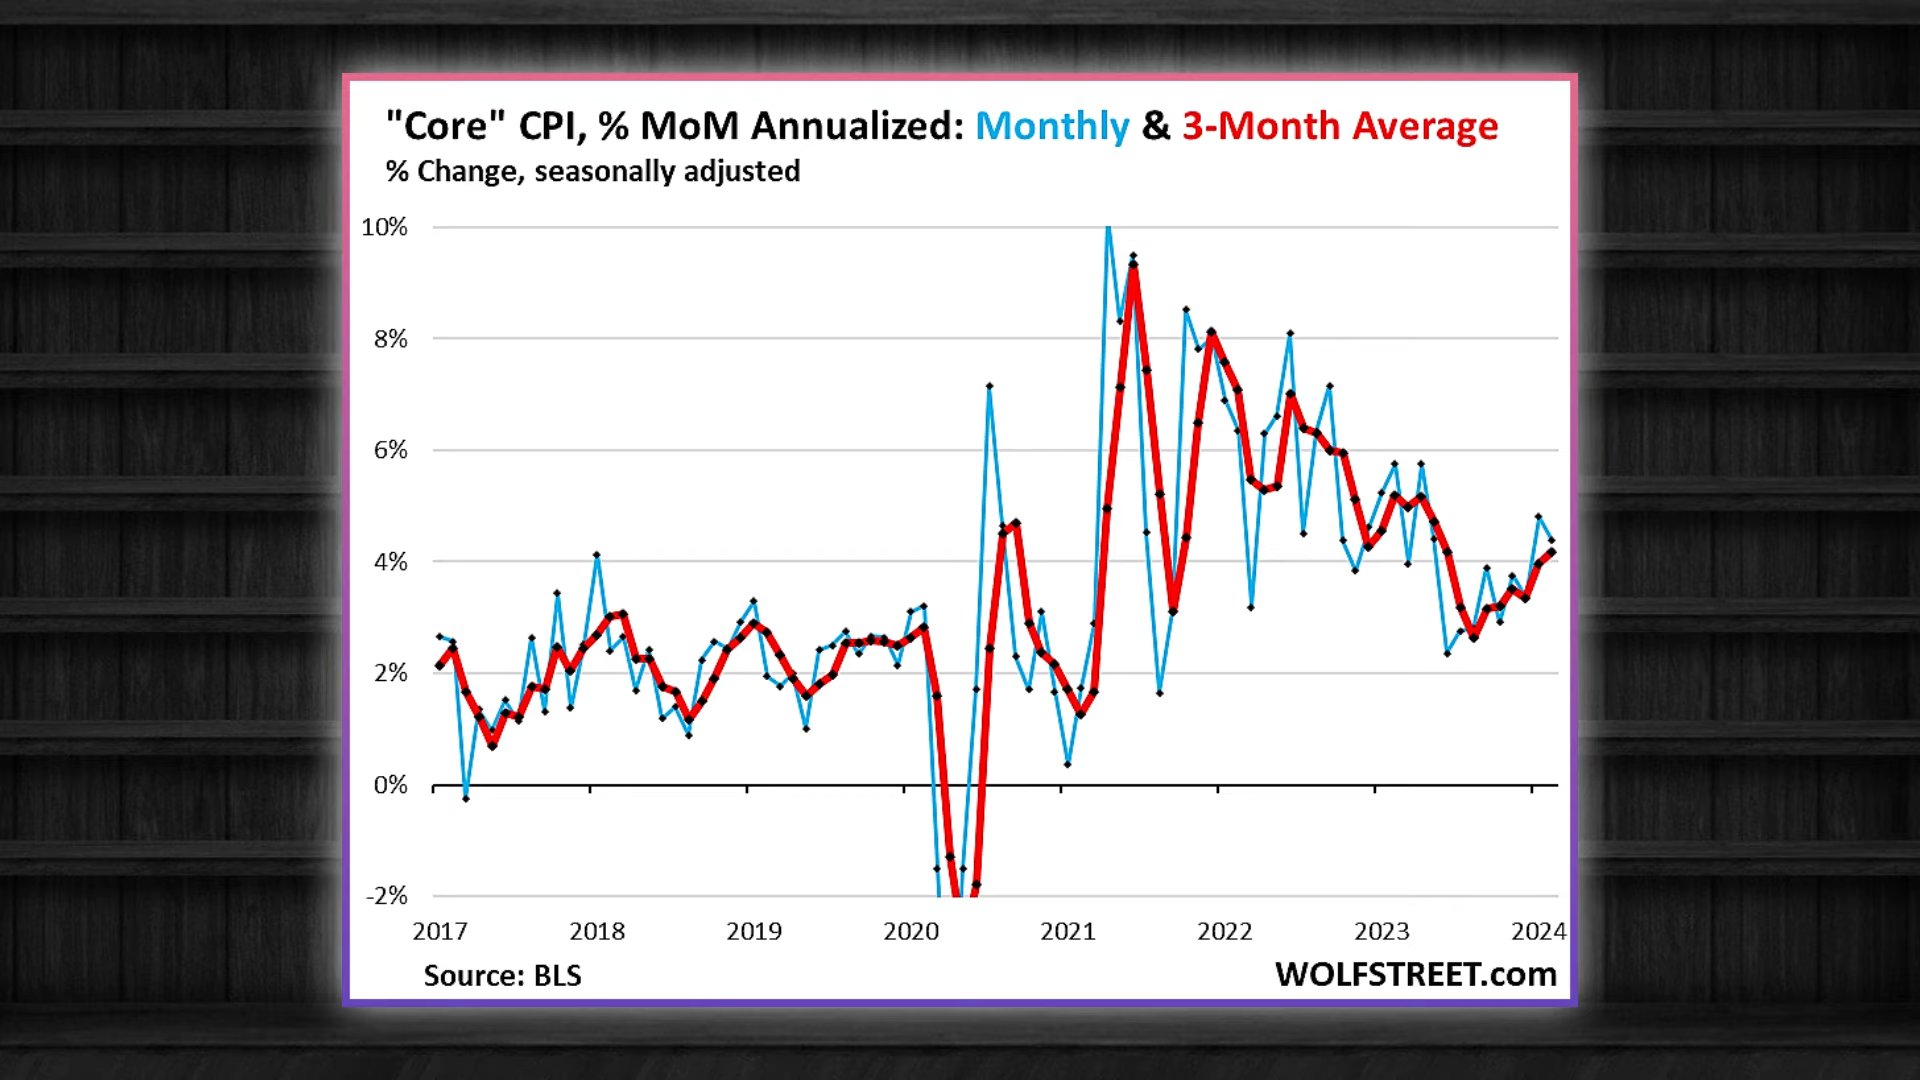 "Core" CPI, % MoM Annualized: Monthly & 3-Month Average
% Change, seasonally adjusted
10%
8%
6%
4%
2%
0%
-2%
2017 2018 2019 2020 2021 2022 2023 2024
Source: BLS
WOLFSTREET.com